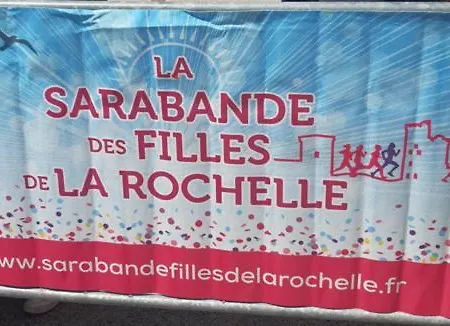 LA
SARABANDE
DES FILLES
DE LA ROCHELLE
www.sarabandefillesdelarochelle.fr